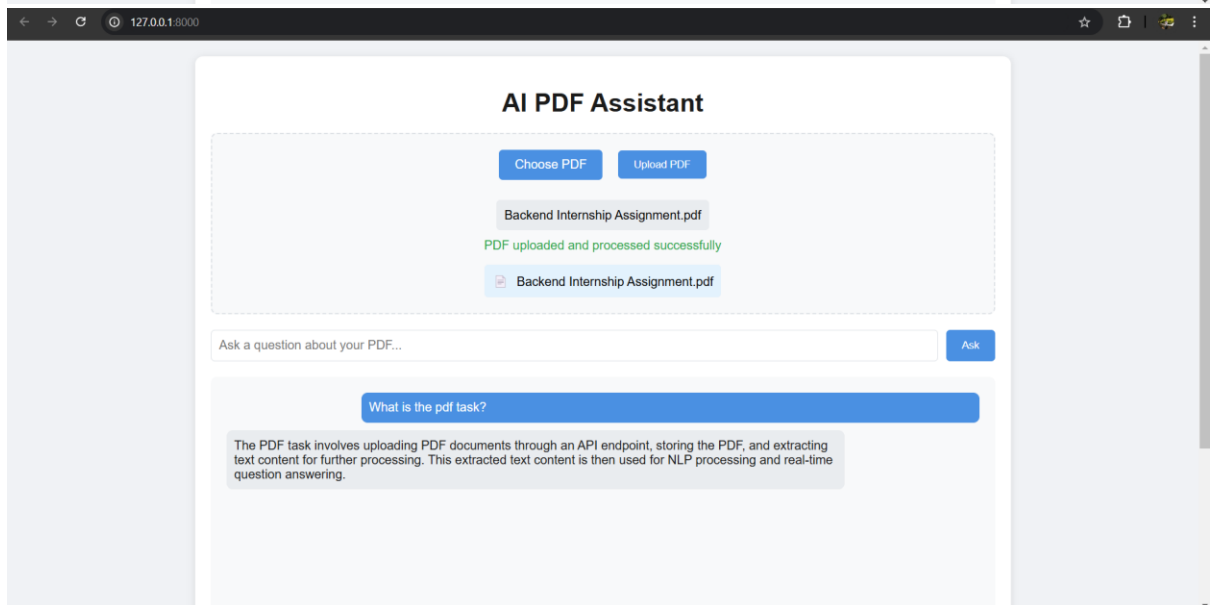 127.0.0.1:8000
AI PDF Assistant
Choose PDF
Upload PDF
Backend Internship Assignment.pdf
PDF uploaded and processed successfully
Backend Internship Assignment.pdf
Ask a question about your PDF...
Ask
What is the pdf task?
The PDF task involves uploading PDF documents through an API endpoint, storing the PDF, and extracting
text content for further processing. This extracted text content is then used for NLP processing and real-time
question answering.